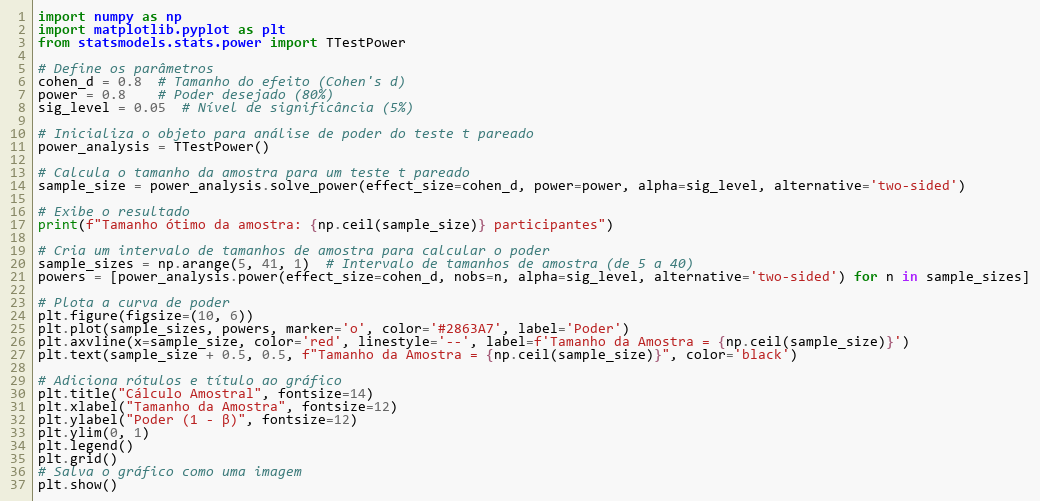 1 import numpy as np
2 import matplotlib.pyplot as plt
3 from statsmodels.stats.power import TTestPower
4
5 # Define os parâmetros
6 cohen_d = 0.8  # Tamanho do efeito (Cohen's d)
7 power = 0.8    # Poder desejado (80%)
8 sig_level = 0.05  # Nível de significância (5%)
9
10 # Inicializa o objeto para análise de poder do teste t pareado
11 power_analysis = TTestPower()
12
13 # Calcula o tamanho da amostra para um teste t pareado
14 sample_size = power_analysis.solve_power(effect_size=cohen_d, power=power, alpha=sig_level, alternative='two-sided')
15
16 # Exibe o resultado
17 print(f"Tamanho ótimo da amostra: {np.ceil(sample_size)} participantes")
18
19 # Cria um intervalo de tamanhos de amostra para calcular o poder
20 sample_sizes = np.arange(5, 41, 1)  # Intervalo de tamanhos de amostra (de 5 a 40)
21 powers = [power_analysis.power(effect_size=cohen_d, nobs=n, alpha=sig_level, alternative='two-sided') for n in sample_sizes]
22
23 # Plota a curva de poder
24 plt.figure(figsize=(10, 6))
25 plt.plot(sample_sizes, powers, marker='o', color='#2863A7', label='Poder')
26 plt.axvline(x=sample_size, color='red', linestyle='--', label=f'Tamanho da Amostra = {np.ceil(sample_size)}')
27 plt.text(sample_size + 0.5, 0.5, f"Tamanho da Amostra = {np.ceil(sample_size)}", color='black')
28
29 # Adiciona rótulos e título ao gráfico
30 plt.title("Cálculo Amostral", fontsize=14)
31 plt.xlabel("Tamanho da Amostra", fontsize=12)
32 plt.ylabel("Poder (1 - β)", fontsize=12)
33 plt.ylim(0, 1)
34 plt.legend()
35 plt.grid()
36 # Salva o gráfico como uma imagem
37 plt.show()